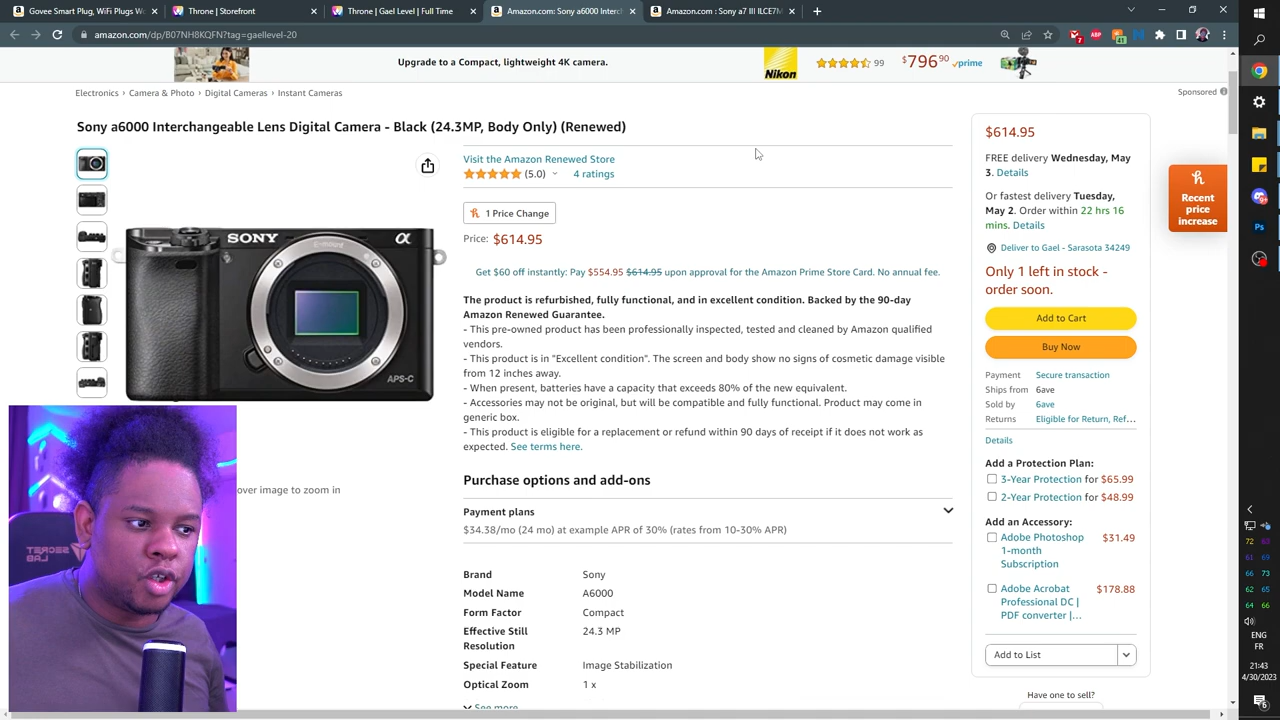 Govee Smart Plugs WiFi Plugs Wo
Throne | Gael Level's Wishlist
Throne | Gael Level | Full Time
Amazon.com: Sony a6000 Interch
Amazon.com: Sony a7 III ILCE7M
amazon.com/dp/B07NH8KQFN?tag=gaellevel-20
Upgrade to a Compact, lightweight 4K camera.
Nikon
99
$796.90
prime
Electronics › Camera & Photo › Digital Cameras › Instant Cameras
Sponsored
Sony a6000 Interchangeable Lens Digital Camera - Black (24.3MP, Body Only) (Renewed)
Visit the Amazon Renewed Store
(5.0)
4 ratings
1 Price Change
Price: $614.95
Get $60 off instantly: Pay $554.95 $614.95 upon approval for the Amazon Prime Store Card. No annual fee.
The product is refurbished, fully functional, and in excellent condition. Backed by the 90-day
Amazon Renewed Guarantee.
- This pre-owned product has been professionally inspected, tested and cleaned by Amazon qualified
vendors.
- This product is in "Excellent condition". The screen and body show no signs of cosmetic damage visible
from 12 inches away.
- When present, batteries have a capacity that exceeds 80% of the new equivalent.
- Accessories may not be original, but will be compatible and fully functional. Product may come in
generic box.
- This product is eligible for a replacement or refund within 90 days of receipt if it does not work as
expected. See terms here.
Purchase options and add-ons
Payment plans
$34.38/mo (24 mo) at example APR of 30% (rates from 10-30% APR)
Brand Sony
Model Name A6000
Form Factor Compact
Effective Still 24.3 MP
Resolution
Special Feature Image Stabilization
Optical Zoom 1 x
See more
SONY
α
E-mount
APS-C
over image to zoom in
SECRET
LAB
$614.95
FREE delivery Wednesday, May
3. Details
Or fastest delivery Tuesday,
May 2. Order within 22 hrs 16
mins. Details
Deliver to Gael - Sarasota 34249
Only 1 left in stock -
order soon.
Add to Cart
Buy Now
Payment Secure transaction
Ships from 6ave
Sold by 6ave
Returns Eligible for Return, Ref…
Details
Add a Protection Plan:
3-Year Protection for $65.99
2-Year Protection for $48.99
Add an Accessory:
Adobe Photoshop $31.49
1-month
Subscription
Adobe Acrobat $178.88
Professional DC |
PDF converter |…
Add to List
Have one to sell?
Recent
price
increase
ENG
FR
21:43
4/30/2023